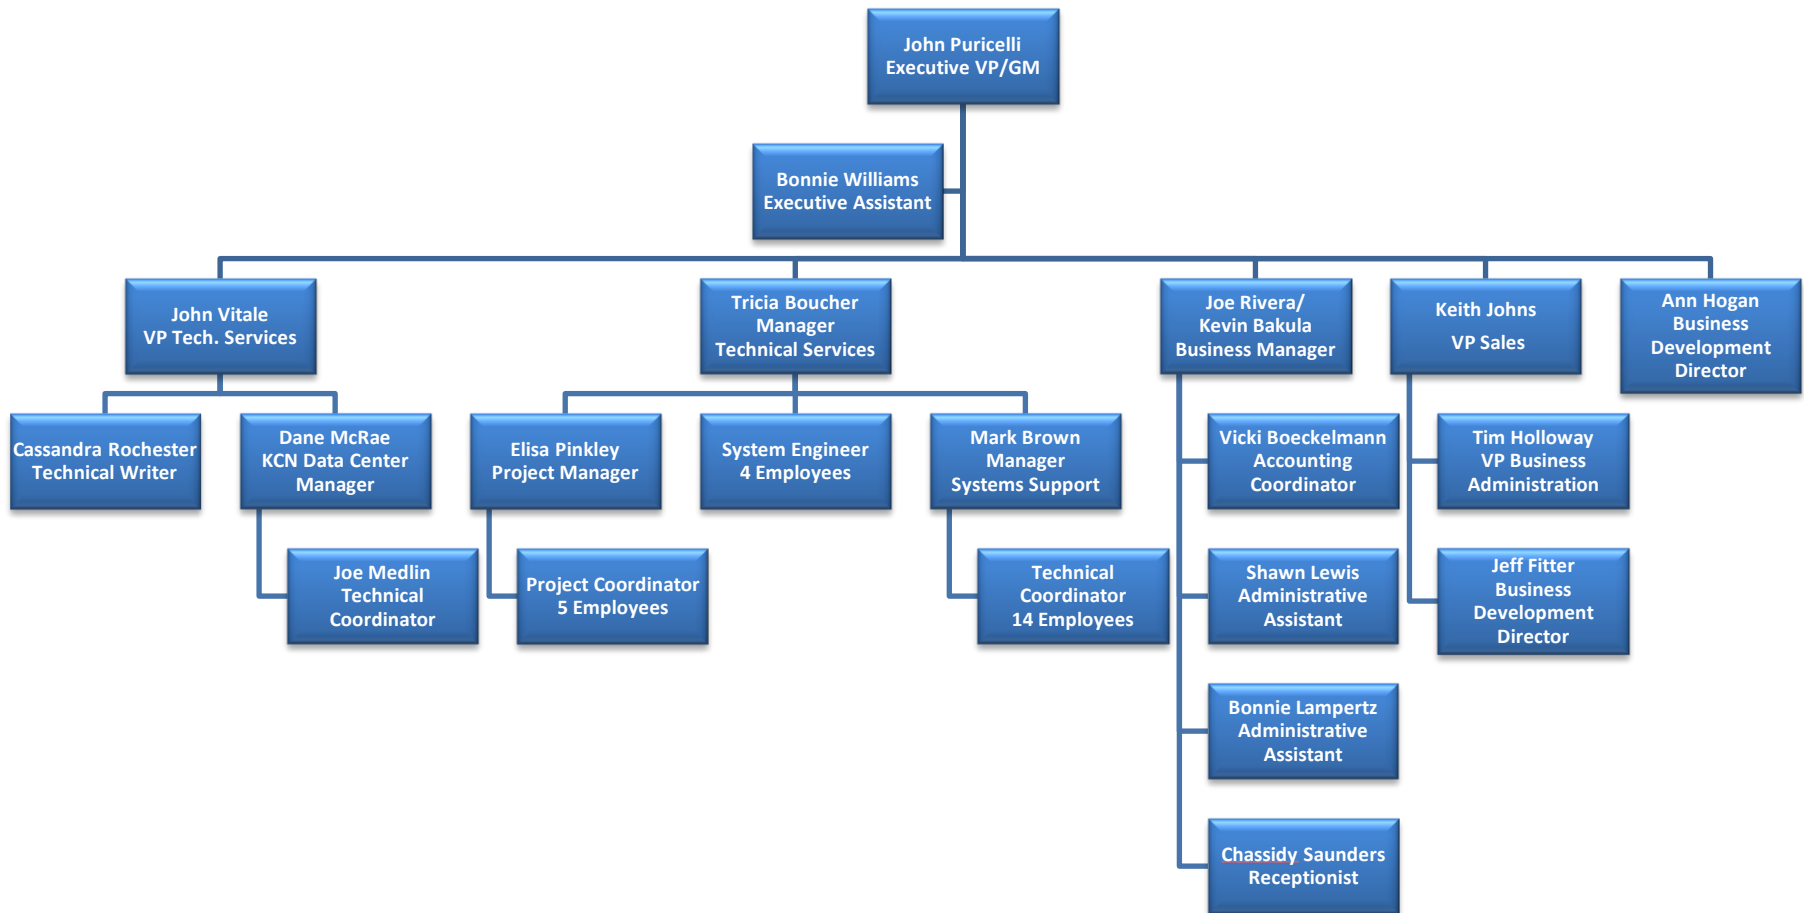 John Puricelli
Executive VP/GM
Bonnie Williams
Executive Assistant
John Vitale
VP Tech. Services
Tricia Boucher
Manager
Technical Services
Joe Rivera/
Kevin Bakula
Business Manager
Keith Johns
VP Sales
Ann Hogan
Business
Development
Director
Cassandra Rochester
Technical Writer
Dane McRae
KCN Data Center
Manager
Elisa Pinkley
Project Manager
System Engineer
4 Employees
Mark Brown
Manager
Systems Support
Vicki Boeckelmann
Accounting
Coordinator
Tim Holloway
VP Business
Administration
Joe Medlin
Technical
Coordinator
Project Coordinator
5 Employees
Technical
Coordinator
14 Employees
Shawn Lewis
Administrative
Assistant
Jeff Fitter
Business
Development
Director
Bonnie Lampertz
Administrative
Assistant
Chassidy Saunders
Receptionist